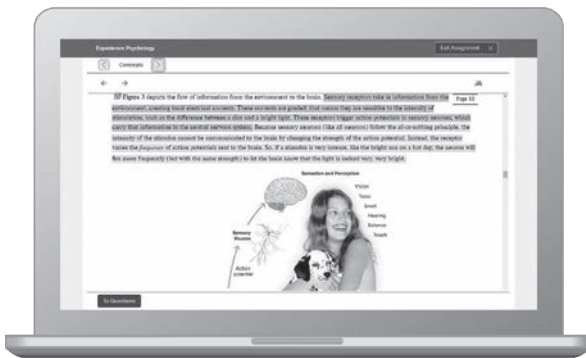 Experience Psychology
Exit Assignment
Concepts
Figure 3 depicts the flow of information from the environment to the brain. Sensory receptors take in information from the
environment, creating local electrical currents. These currents are graded; that means they are sensitive to the intensity of
stimulation, such as the difference between a dim and a bright light. These receptors trigger action potentials in sensory neurons, which
carry that information to the central nervous system. Because sensory neurons (like all neurons) follow the all-or-nothing principle, the
intensity of the stimulus cannot be communicated to the brain by changing the strength of the action potential. Instead, the receptor
varies the frequency of action potentials sent to the brain. So, if a stimulus is very intense, like the bright sun on a hot day, the neuron will
fire more frequently (but with the same strength) to let the brain know that the light is indeed very, very bright.
Sensation and Perception
Vision
Taste
Smell
Hearing
Balance
Touch
Sensory
Neurons
Action
potential
To Questions